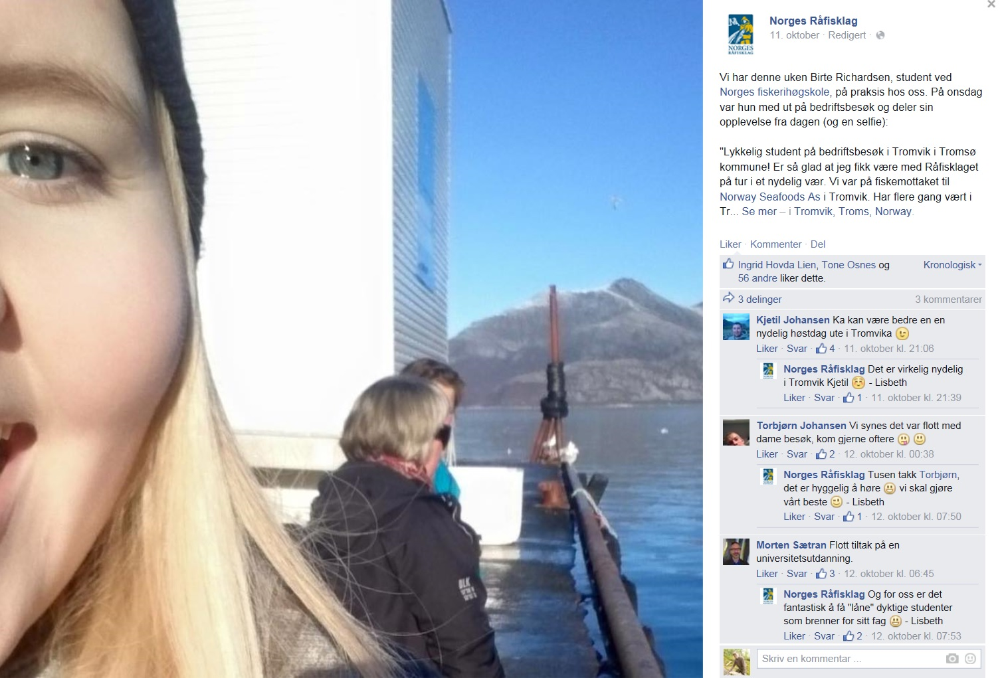 Norges Råfisklag
11. oktober · Redigert ·
NORGES
RÅFISKLAG
Vi har denne uken Birte Richardsen, student ved
Norges fiskerihøgskole, på praksis hos oss. På onsdag
var hun med ut på bedriftsbesøk og deler sin
opplevelse fra dagen (og en selfie):
"Lykkelig student på bedriftsbesøk i Tromvik i Tromsø
kommune! Er så glad at jeg fikk være med Råfisklaget
på tur i et nydelig vær. Vi var på fiskemottaket til
Norway Seafoods As i Tromvik. Har flere gang vært i
Tr... Se mer – i Tromvik, Troms, Norway.
Liker · Kommenter · Del
Ingrid Hovda Lien, Tone Osnes og
56 andre liker dette.
Kronologisk
3 delinger
3 kommentarer
Kjetil Johansen Ka kan være bedre en en
nydelig høstdag ute i Tromvika
Liker · Svar · 4 · 11. oktober kl. 21:06
Norges Råfisklag Det er virkelig nydelig
i Tromvik Kjetil - Lisbeth
Liker · Svar · 1 · 11. oktober kl. 21:39
Torbjørn Johansen Vi synes det var flott med
dame besøk, kom gjerne oftere
Liker · Svar · 2 · 12. oktober kl. 00:38
Norges Råfisklag Tusen takk Torbjørn,
det er hyggelig å høre vi skal gjøre
vårt beste - Lisbeth
Liker · Svar · 1 · 12. oktober kl. 07:50
Morten Sætran Flott tiltak på en
universitetsutdanning.
Liker · Svar · 3 · 12. oktober kl. 06:45
Norges Råfisklag Og for oss er det
fantastisk å få "låne" dyktige studenter
som brenner for sitt fag - Lisbeth
Liker · Svar · 2 · 12. oktober kl. 07:53
Skriv en kommentar ...